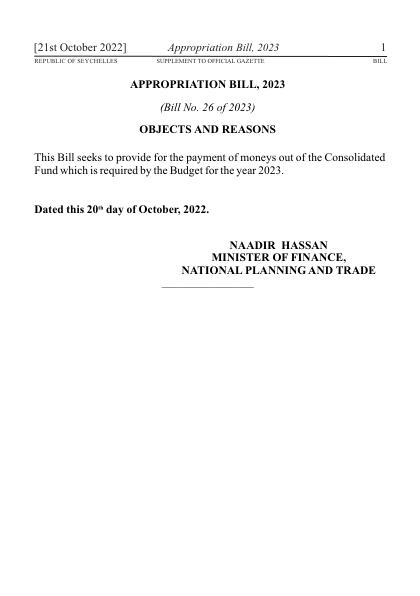 [21st October 2022] Appropriation Bill, 2023 1
REPUBLIC OF SEYCHELLES SUPPLEMENT TO OFFICIAL GAZETTE BILL
APPROPRIATION BILL, 2023
(Bill No. 26 of 2023)
OBJECTS AND REASONS
This Bill seeks to provide for the payment of moneys out of the Consolidated
Fund which is required by the Budget for the year 2023.
Dated this 20th day of October, 2022.
NAADIR HASSAN
MINISTER OF FINANCE,
NATIONAL PLANNING AND TRADE